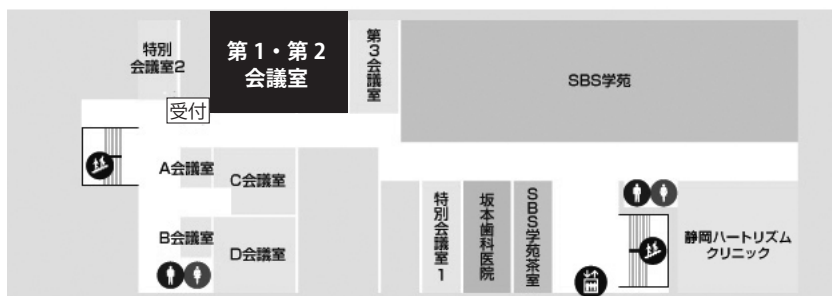 特別
会議室2
第1・第2
会議室
第3会議室
SBS学苑
受付
A会議室
C会議室
B会議室
D会議室
特別会議室1
坂本歯科医院
SBS学苑茶室
静岡ハートリズム
クリニック